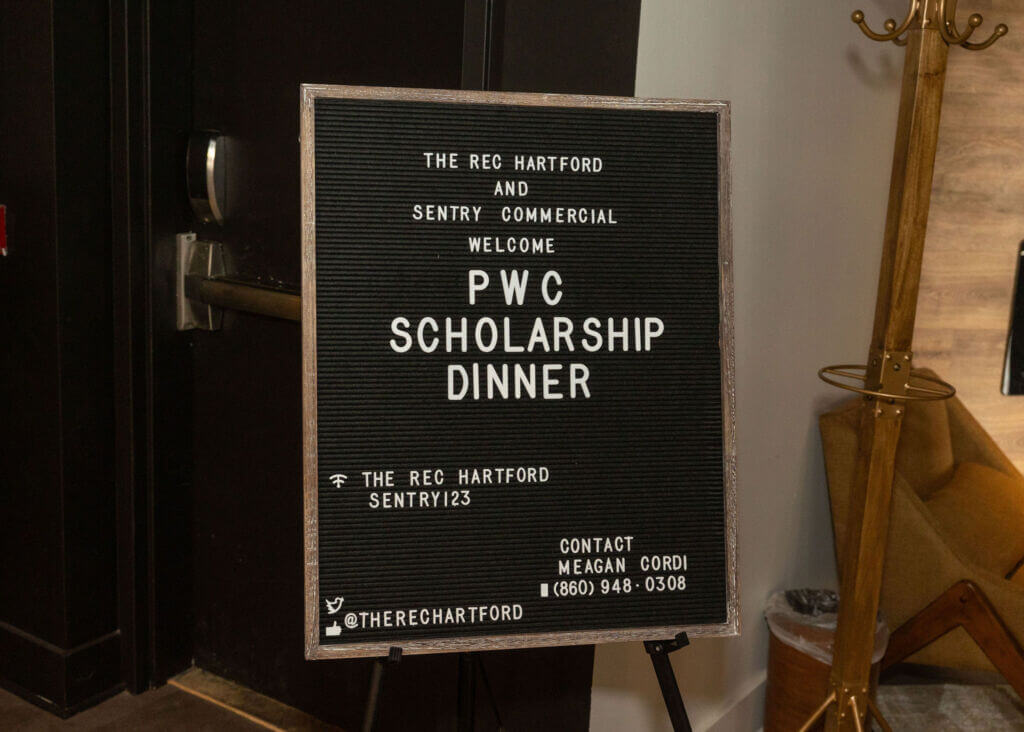 THE REC HARTFORD
AND
SENTRY COMMERCIAL
WELCOME
PWC
SCHOLARSHIP
DINNER
THE REC HARTFORD
SENTRY123
CONTACT
MEAGAN CORDI
(860) 948-0308
@THERECHARTFORD